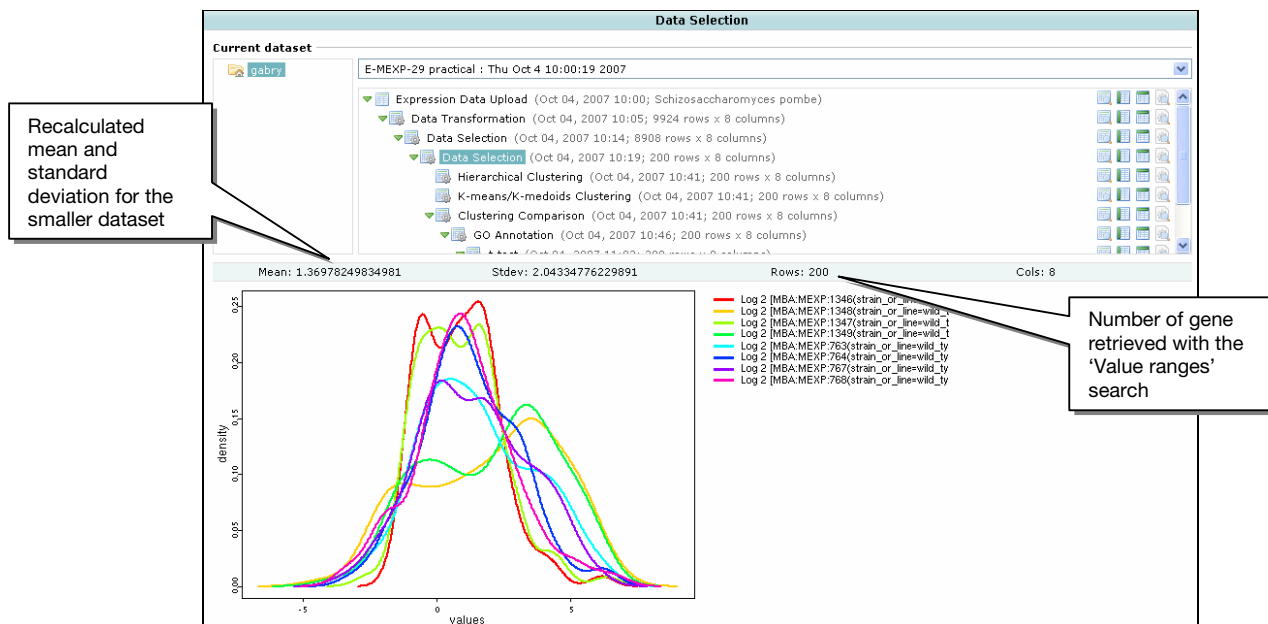 Data Selection
Current dataset
gabry
E-MEXP-29 practical : Thu Oct 4 10:00:19 2007
Expression Data Upload (Oct 04, 2007 10:00; Schizosaccharomyces pombe)
Data Transformation (Oct 04, 2007 10:05; 9924 rows x 8 columns)
Data Selection (Oct 04, 2007 10:14; 8908 rows x 8 columns)
Data Selection (Oct 04, 2007 10:19; 200 rows x 8 columns)
Hierarchical Clustering (Oct 04, 2007 10:41; 200 rows x 8 columns)
K-means/K-medoids Clustering (Oct 04, 2007 10:41; 200 rows x 8 columns)
Clustering Comparison (Oct 04, 2007 10:41; 200 rows x 8 columns)
GO Annotation (Oct 04, 2007 10:46; 200 rows x 8 columns)
Recalculated
mean and
standard
deviation for the
smaller dataset
Mean: 1.36978249834981 Stdev: 2.04334776229891 Rows: 200 Cols: 8
Log 2 [MBA:MEXP:1346(strain_or_line=wild_t
Log 2 [MBA:MEXP:1348(strain_or_line=wild_t
Log 2 [MBA:MEXP:1347(strain_or_line=wild_t
Log 2 [MBA:MEXP:1349(strain_or_line=wild_t
Log 2 [MBA:MEXP:763(strain_or_line=wild_ty
Log 2 [MBA:MEXP:764(strain_or_line=wild_ty
Log 2 [MBA:MEXP:767(strain_or_line=wild_ty
Log 2 [MBA:MEXP:768(strain_or_line=wild_ty
Number of gene
retrieved with the
‘Value ranges’
search
0.25
0.20
0.15
0.10
0.05
0.00
density
-5 0 5
values